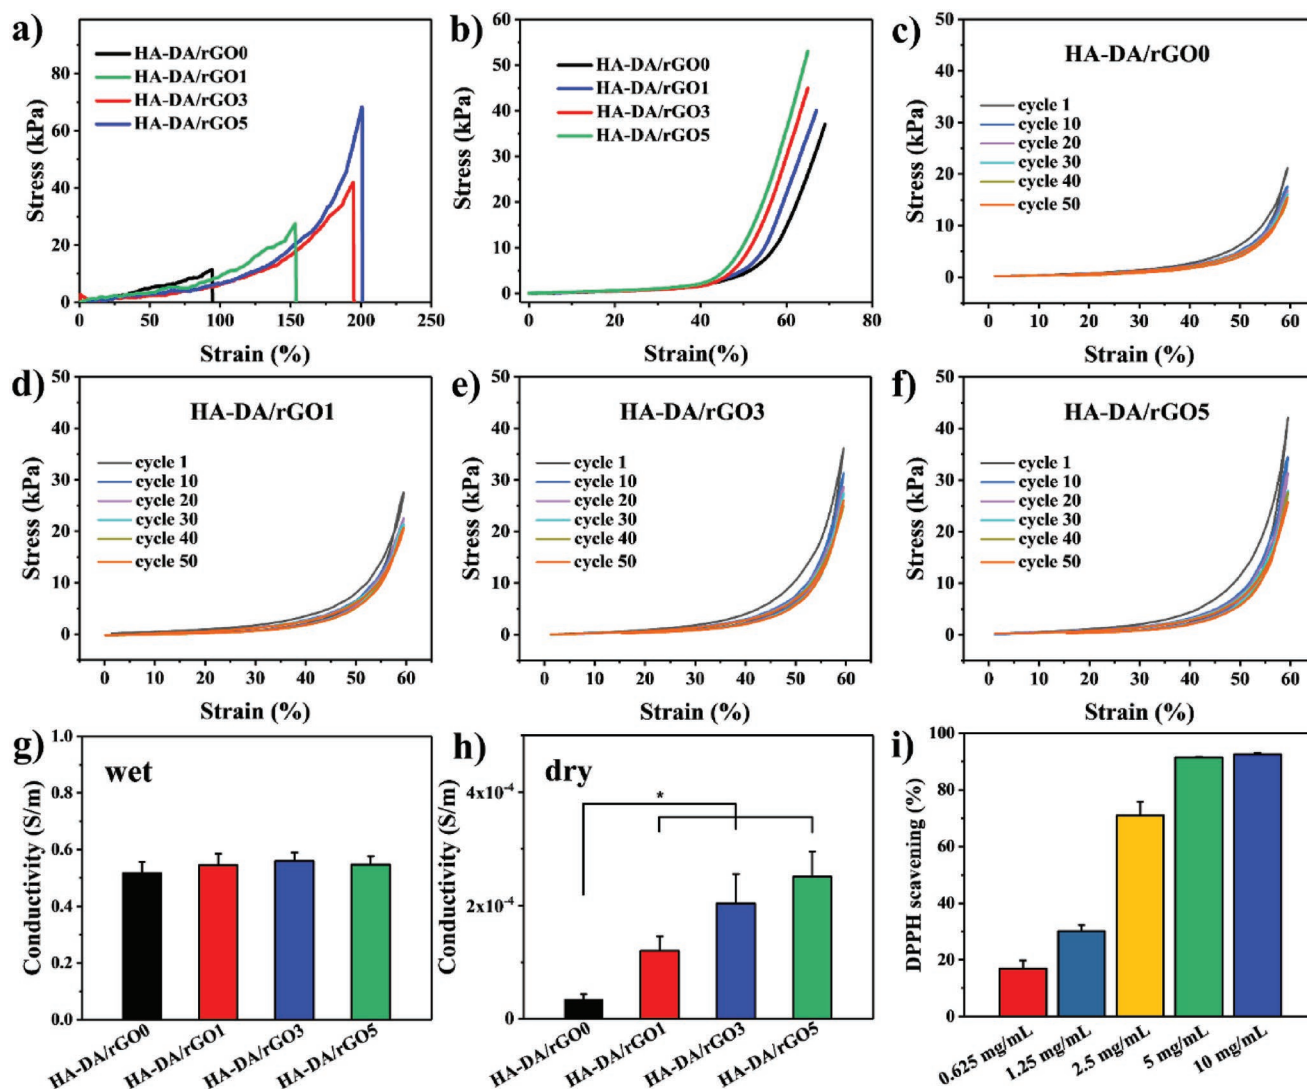 a)
HA-DA/rGO0
HA-DA/rGO1
HA-DA/rGO3
HA-DA/rGO5
80
60
40
20
0
Stress (kPa)
0 50 100 150 200 250
Strain (%)
b)
HA-DA/rGO0
HA-DA/rGO1
HA-DA/rGO3
HA-DA/rGO5
60
50
40
30
20
10
0
Stress (kPa)
0 20 40 60 80
Strain(%)
c)
HA-DA/rGO0
cycle 1
cycle 10
cycle 20
cycle 30
cycle 40
cycle 50
50
40
30
20
10
0
Stress (kPa)
0 10 20 30 40 50 60
Strain (%)
d)
HA-DA/rGO1
cycle 1
cycle 10
cycle 20
cycle 30
cycle 40
cycle 50
50
40
30
20
10
0
Stress (kPa)
0 10 20 30 40 50 60
Strain (%)
e)
HA-DA/rGO3
cycle 1
cycle 10
cycle 20
cycle 30
cycle 40
cycle 50
50
40
30
20
10
0
Stress (kPa)
0 10 20 30 40 50 60
Strain (%)
f)
HA-DA/rGO5
cycle 1
cycle 10
cycle 20
cycle 30
cycle 40
cycle 50
50
40
30
20
10
0
Stress (kPa)
0 10 20 30 40 50 60
Strain (%)
g)
wet
1.0
0.8
0.6
0.4
0.2
0.0
Conductivity (S/m)
HA-DA/rGO0
HA-DA/rGO1
HA-DA/rGO3
HA-DA/rGO5
h)
dry
*
4x10-4
2x10-4
0
Conductivity (S/m)
HA-DA/rGO0
HA-DA/rGO1
HA-DA/rGO3
HA-DA/rGO5
i)
100
80
60
40
20
0
DPPH scavening (%)
0.625 mg/mL
1.25 mg/mL
2.5 mg/mL
5 mg/mL
10 mg/mL